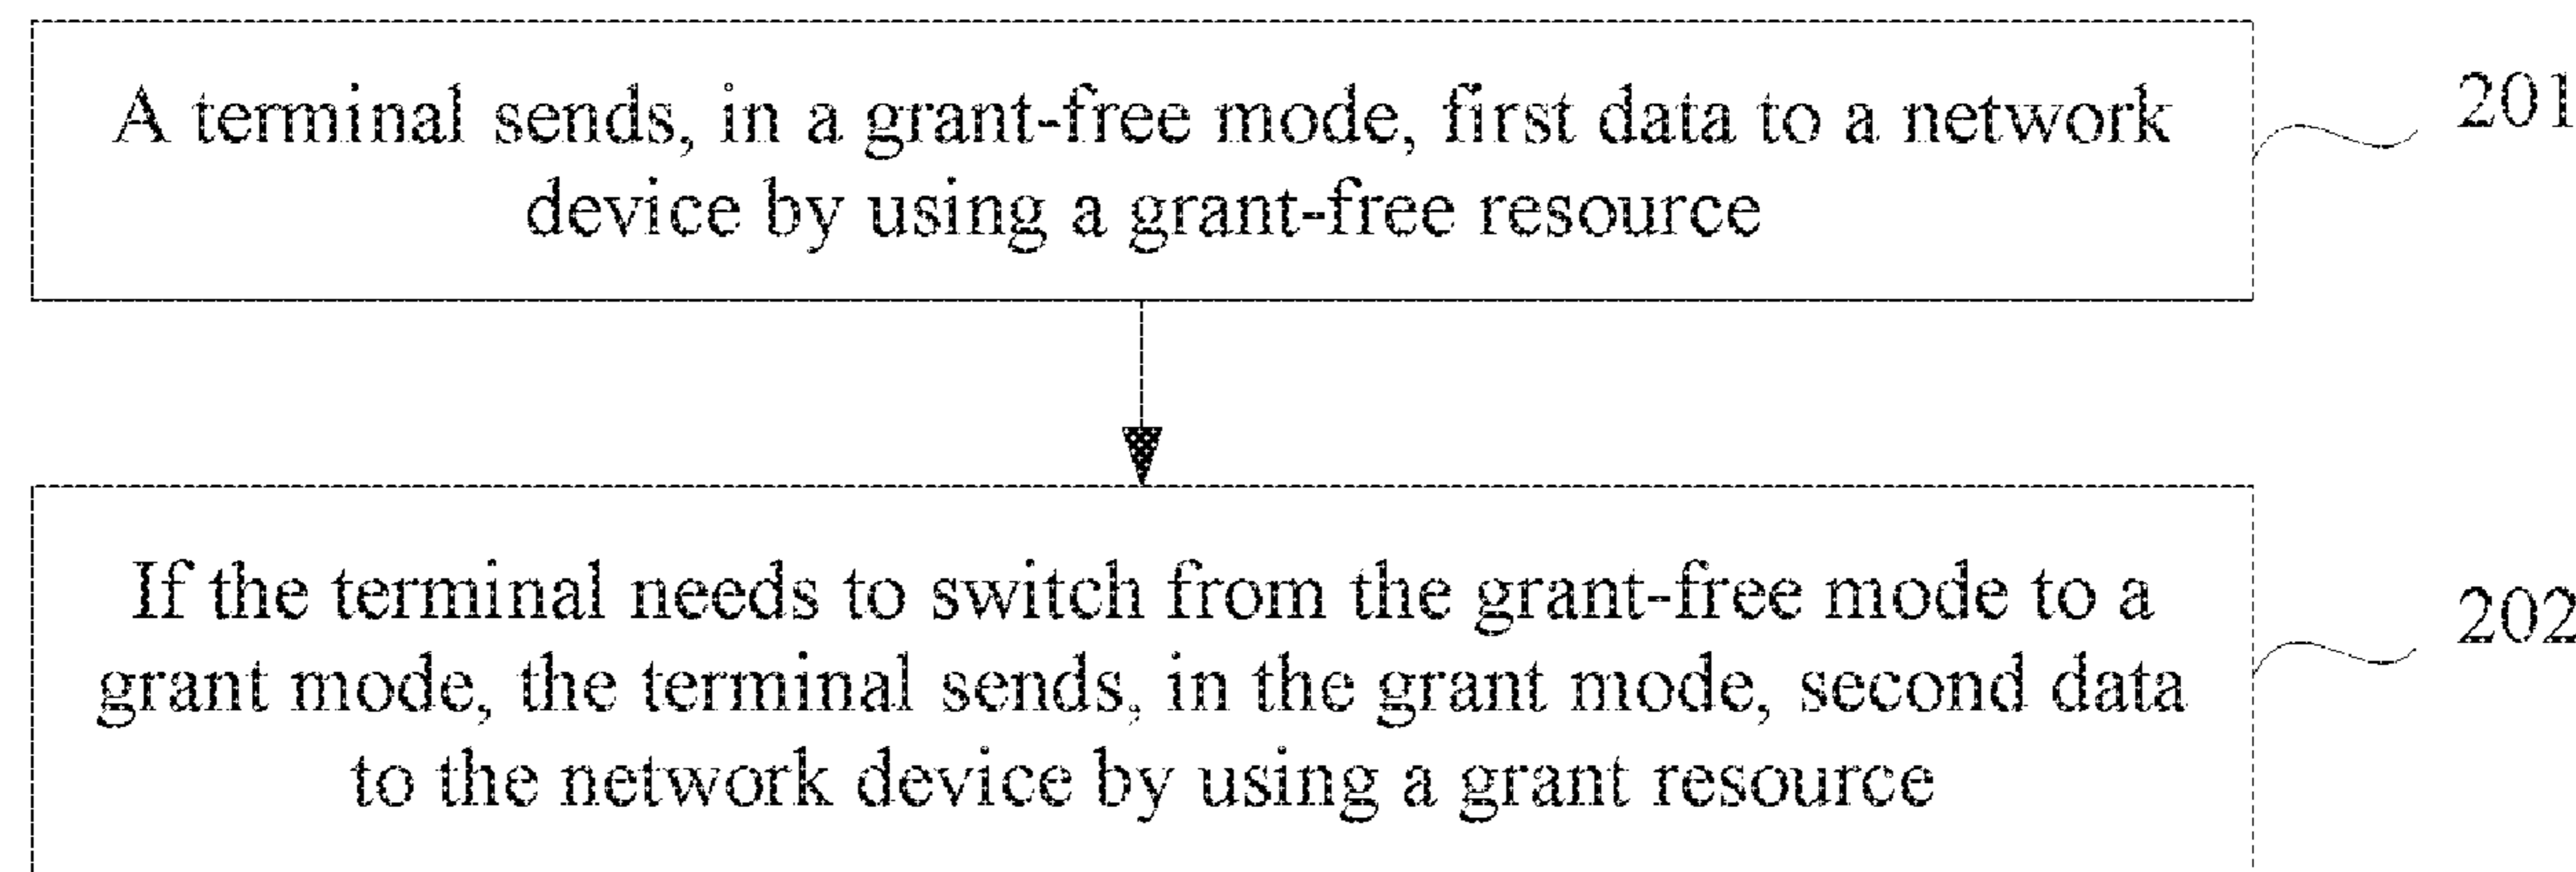 A terminal sends, in a grant-free mode, first data to a network
device by using a grant-free resource
201
If the terminal needs to switch from the grant-free mode to a
grant mode, the terminal sends, in the grant mode, second data
to the network device by using a grant resource
202